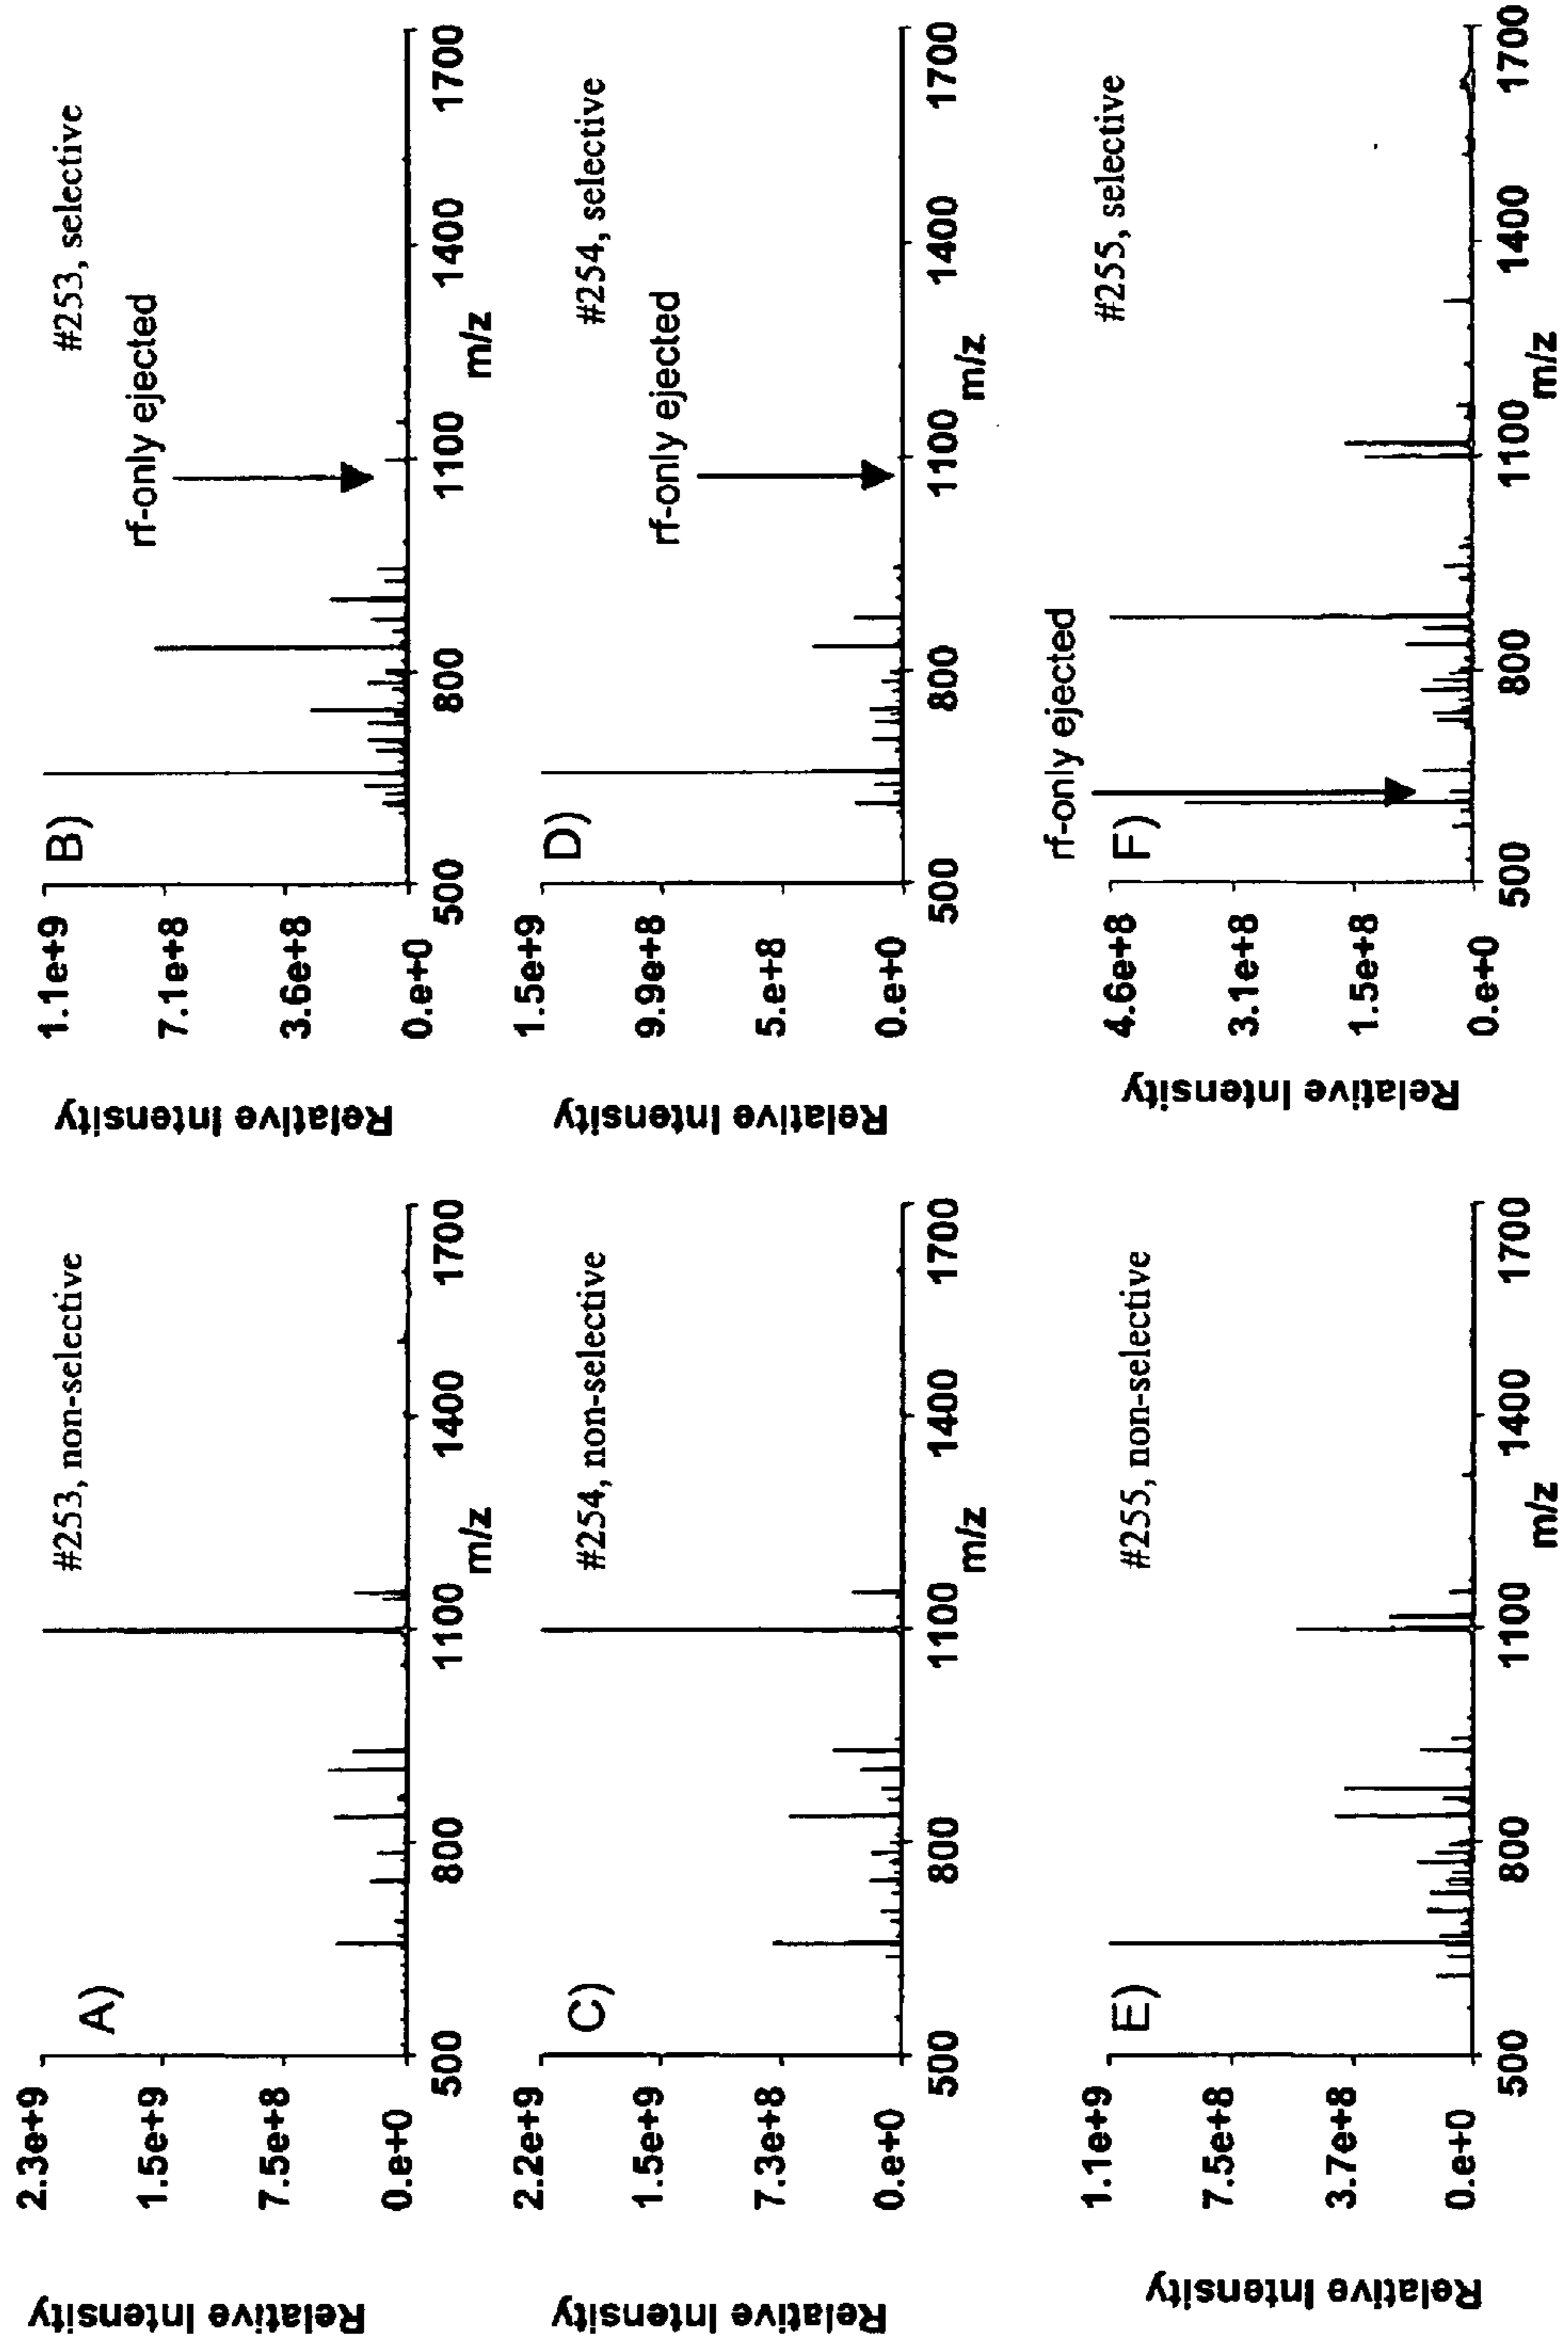 A)
#253, non-selective
Relative Intensity
2.3e+9
1.5e+9
7.5e+8
0.e+0
500
800
1100
1400
1700
m/z
B)
#253, selective
rf-only ejected
Relative Intensity
1.1e+9
7.1e+8
3.6e+8
0.e+0
500
800
1100
1400
1700
m/z
C)
#254, non-selective
Relative Intensity
2.2e+9
1.5e+9
7.3e+8
0.e+0
500
800
1100
1400
1700
m/z
D)
#254, selective
rf-only ejected
Relative Intensity
1.5e+9
9.9e+8
5.e+8
0.e+0
500
800
1100
1400
1700
m/z
E)
#255, non-selective
Relative Intensity
1.1e+9
7.5e+8
3.7e+8
0.e+0
500
800
1100
1400
1700
m/z
F)
#255, selective
rf-only ejected
Relative Intensity
4.6e+8
3.1e+8
1.5e+8
0.e+0
500
800
1100
1400
1700
m/z